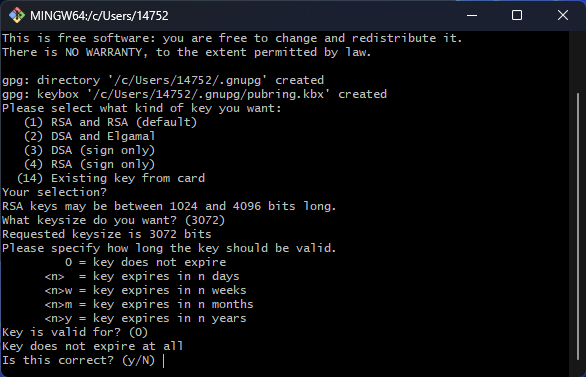 MINGW64:/c/Users/14752
This is free software: you are free to change and redistribute it.
There is NO WARRANTY, to the extent permitted by law.
gpg: directory '/c/Users/14752/.gnupg' created
gpg: keybox '/c/Users/14752/.gnupg/pubring.kbx' created
Please select what kind of key you want:
   (1) RSA and RSA (default)
   (2) DSA and Elgamal
   (3) DSA (sign only)
   (4) RSA (sign only)
  (14) Existing key from card
Your selection?
RSA keys may be between 1024 and 4096 bits long.
What keysize do you want? (3072)
Requested keysize is 3072 bits
Please specify how long the key should be valid.
         0 = key does not expire
      <n>  = key expires in n days
      <n>w = key expires in n weeks
      <n>m = key expires in n months
      <n>y = key expires in n years
Key is valid for? (0)
Key does not expire at all
Is this correct? (y/N)